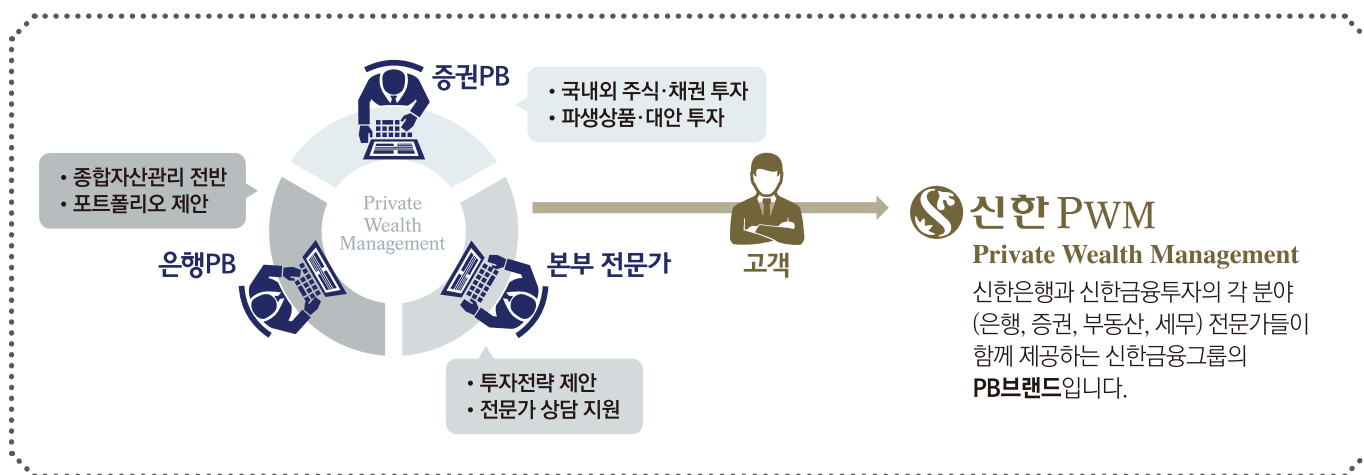 증권PB
• 국내외 주식·채권 투자
• 파생상품·대안 투자
• 종합자산관리 전반
• 포트폴리오 제안
Private
Wealth
Management
은행PB
본부 전문가
• 투자전략 제안
• 전문가 상담 지원
고객
신한 PWM
Private Wealth Management
신한은행과 신한금융투자의 각 분야
(은행, 증권, 부동산, 세무) 전문가들이
함께 제공하는 신한금융그룹의
PB브랜드입니다.